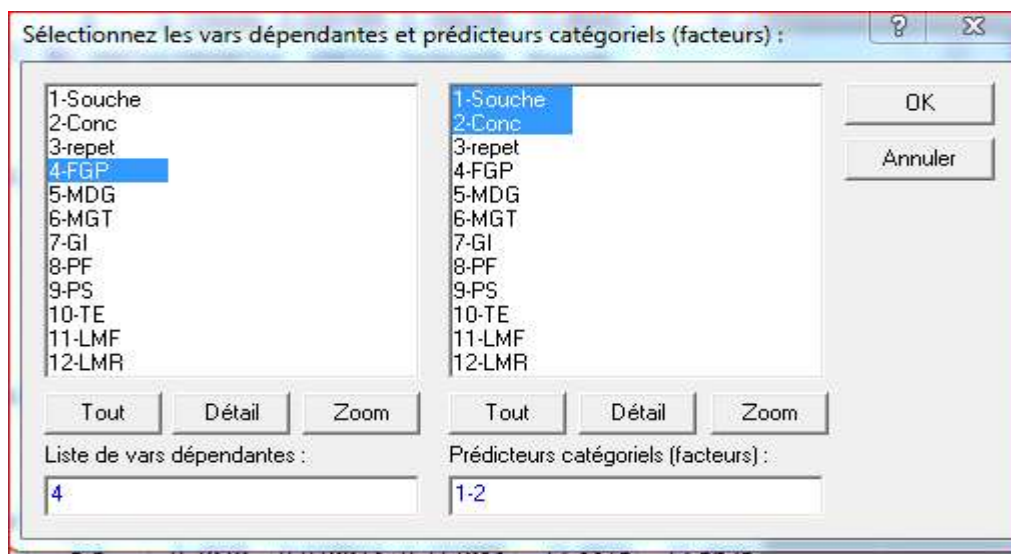 Sélectionnez les vars dépendantes et prédicteurs catégoriels (facteurs) :
1-Souche
2-Conc
3-repet
4-FGP
5-MDG
6-MGT
7-GI
8-PF
9-PS
10-TE
11-LMF
12-LMR
Tout Détail Zoom
Liste de vars dépendantes :
4
1-Souche
2-Conc
3-repet
4-FGP
5-MDG
6-MGT
7-GI
8-PF
9-PS
10-TE
11-LMF
12-LMR
Tout Détail Zoom
Prédicteurs catégoriels (facteurs) :
1-2
OK
Annuler